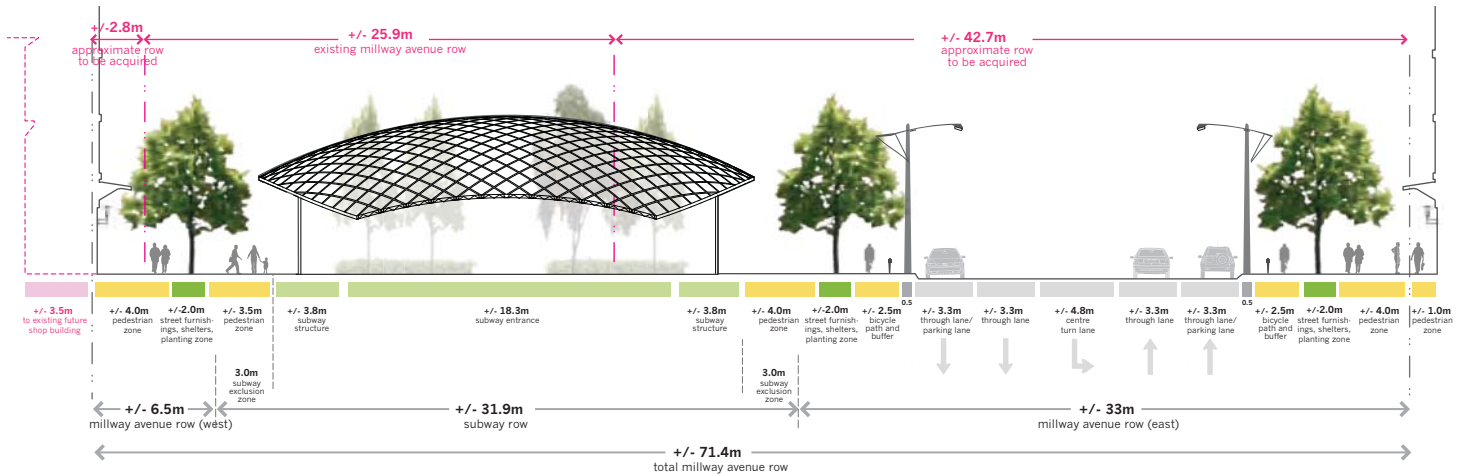 +/-2.8m
approximate row
to be acquired
+/- 25.9m
existing millway avenue row
+/- 42.7m
approximate row
to be acquired
+/- 3.5m
to existing future
shop building
+/- 4.0m
pedestrian
zone
+/-2.0m
street furnish-
ings, shelters,
planting zone
+/- 3.5m
pedestrian
zone
+/- 3.8m
subway
structure
+/- 18.3m
subway entrance
+/- 3.8m
subway
structure
+/- 4.0m
pedestrian
zone
+/-2.0m
street furnish-
ings, shelters,
planting zone
+/- 2.5m
bicycle
path and
buffer
0.5
+/- 3.3m
through lane/
parking lane
+/- 3.3m
through lane
+/- 4.8m
centre
turn lane
+/- 3.3m
through lane
+/- 3.3m
through lane/
parking lane
0.5
+/- 2.5m
bicycle
path and
buffer
+/-2.0m
street furnish-
ings, shelters,
planting zone
+/- 4.0m
pedestrian
zone
+/- 1.0m
pedestrian
zone
3.0m
subway
exclusion
zone
3.0m
subway
exclusion
zone
+/- 6.5m
millway avenue row (west)
+/- 31.9m
subway row
+/- 33m
millway avenue row (east)
+/- 71.4m
total millway avenue row